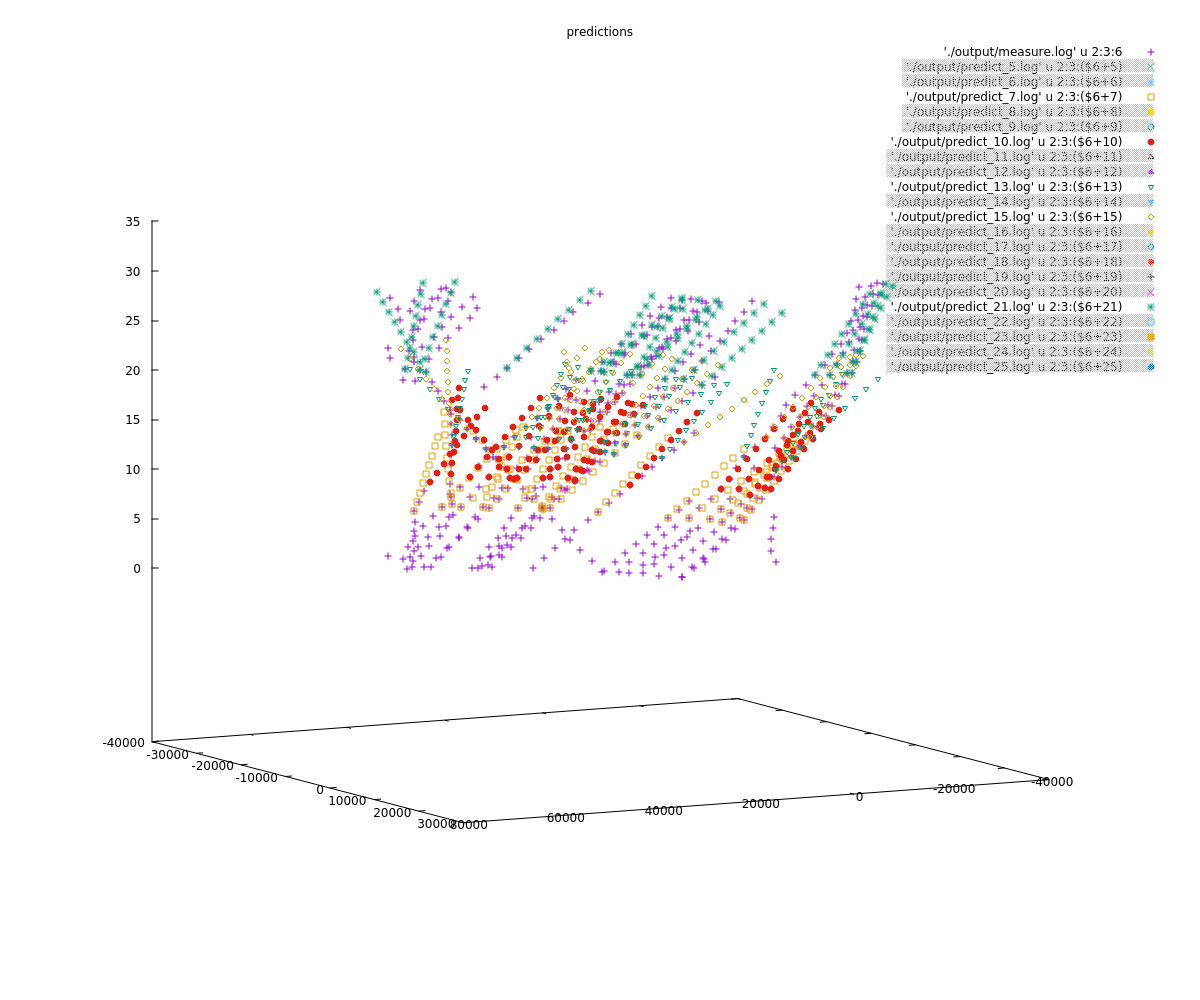 predictions
'./output/measure.log' u 2:3:6
'./output/predict_5.log' u 2:3:($6+5)
'./output/predict_6.log' u 2:3:($6+6)
'./output/predict_7.log' u 2:3:($6+7)
'./output/predict_8.log' u 2:3:($6+8)
'./output/predict_9.log' u 2:3:($6+9)
'./output/predict_10.log' u 2:3:($6+10)
'./output/predict_11.log' u 2:3:($6+11)
'./output/predict_12.log' u 2:3:($6+12)
'./output/predict_13.log' u 2:3:($6+13)
'./output/predict_14.log' u 2:3:($6+14)
'./output/predict_15.log' u 2:3:($6+15)
'./output/predict_16.log' u 2:3:($6+16)
'./output/predict_17.log' u 2:3:($6+17)
'./output/predict_18.log' u 2:3:($6+18)
'./output/predict_19.log' u 2:3:($6+19)
'./output/predict_20.log' u 2:3:($6+20)
'./output/predict_21.log' u 2:3:($6+21)
'./output/predict_22.log' u 2:3:($6+22)
'./output/predict_23.log' u 2:3:($6+23)
'./output/predict_24.log' u 2:3:($6+24)
'./output/predict_25.log' u 2:3:($6+25)
35
30
25
20
15
10
5
0
-40000
-30000
-20000
-10000
0
10000
20000
30000
80000
60000
40000
20000
0
-20000
-40000